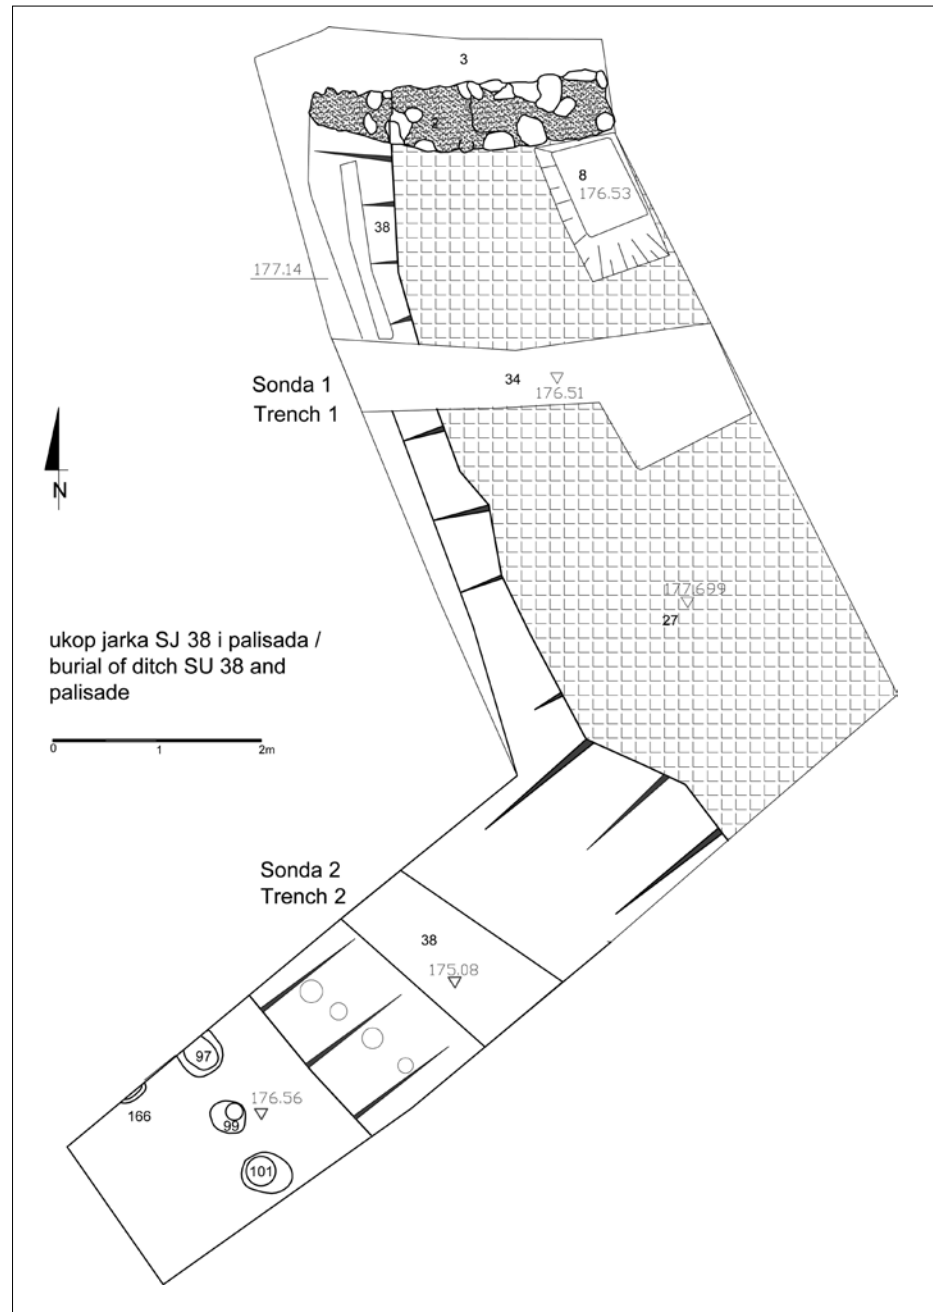 3
2
8
176.53
38
177.14
34
176.51
Sonda 1
Trench 1
N
177.699
27
ukop jarka SJ 38 i palisada /
burial of ditch SU 38 and
palisade
0 1 2m
Sonda 2
Trench 2
38
175.08
97
176.56
166
99
101